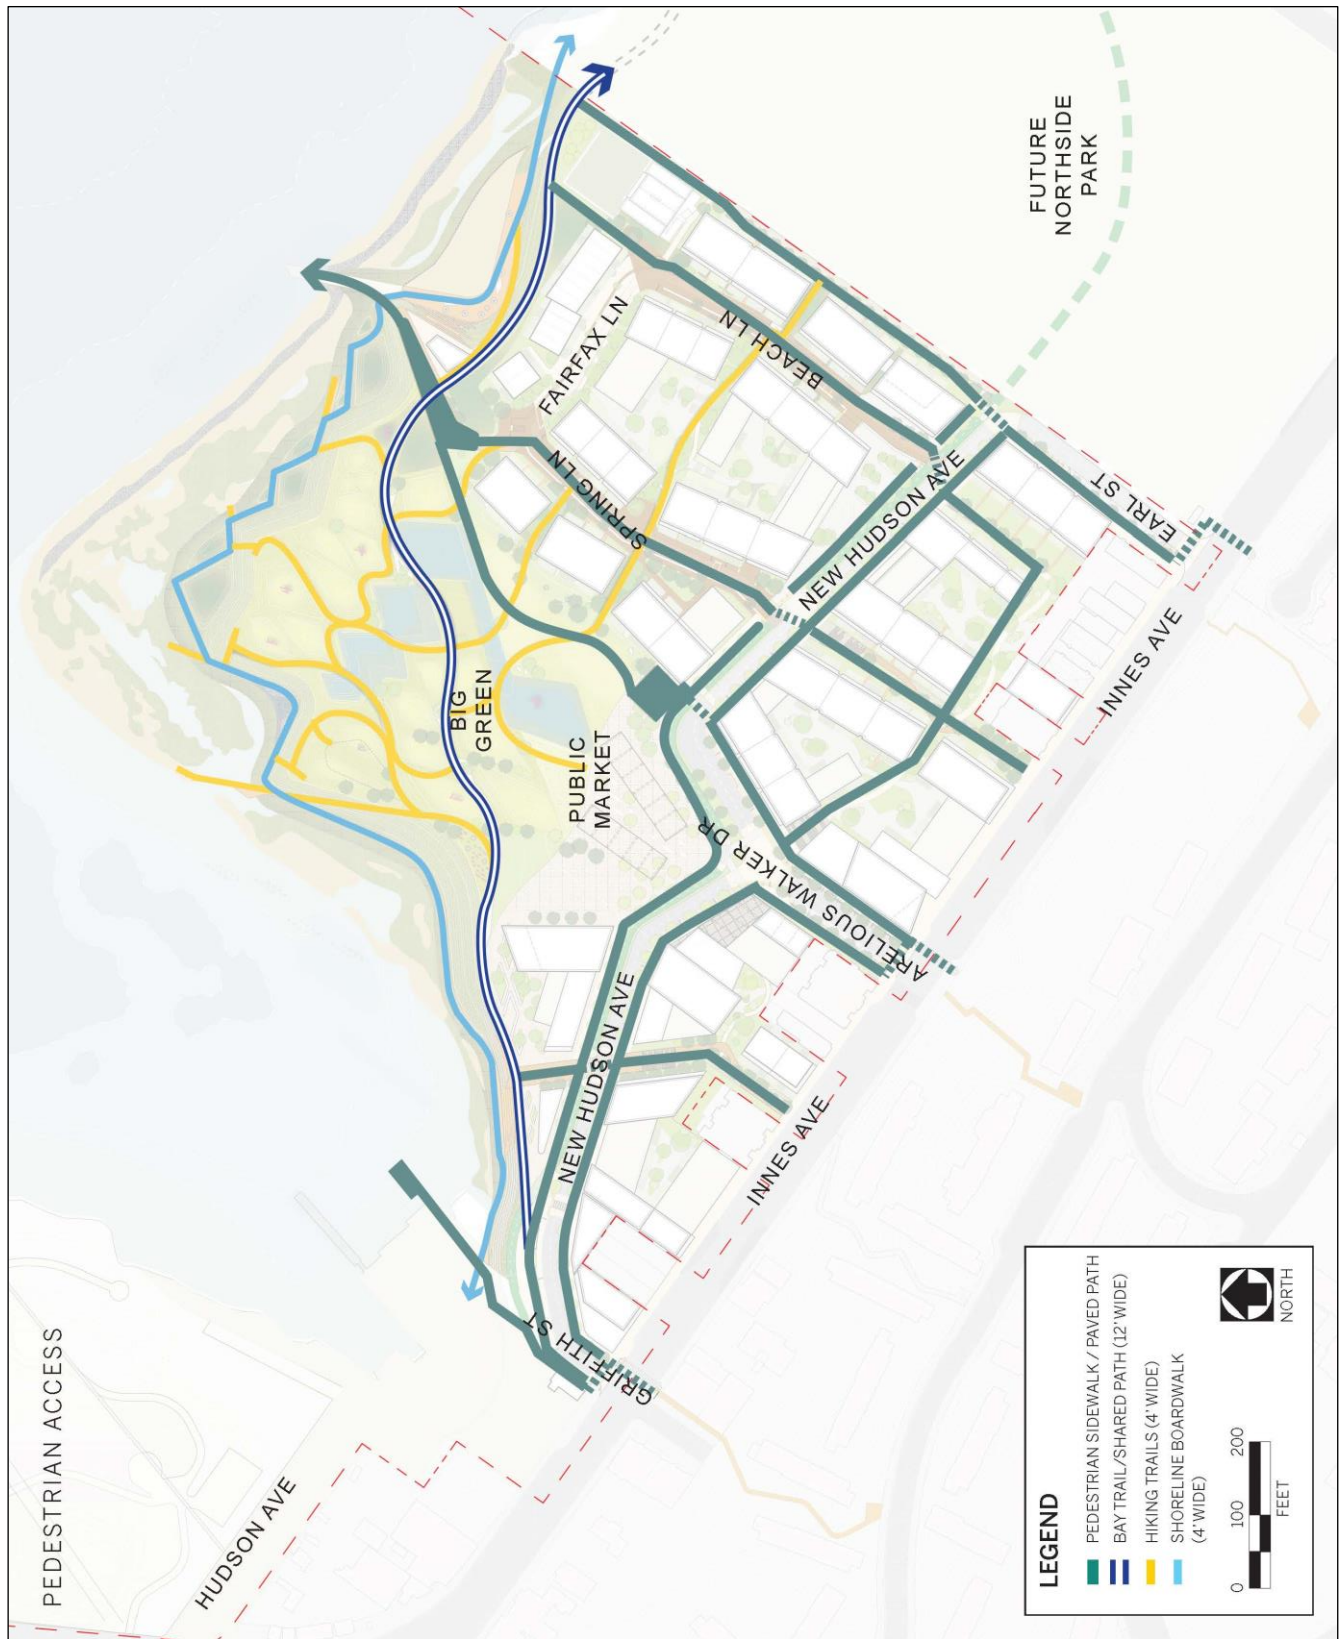 PEDESTRIAN ACCESS
HUDSON AVE
GRIFFITH ST
NEW HUDSON AVE
INNES AVE
ARELIOUS WALKER DR
PUBLIC
MARKET
BIG
GREEN
SPRING LN
FAIRFAX LN
BEACH LN
NEW HUDSON AVE
INNES AVE
EARL ST
FUTURE
NORTHSIDE
PARK
LEGEND
PEDESTRIAN SIDEWALK / PAVED PATH
BAY TRAIL/SHARED PATH (12' WIDE)
HIKING TRAILS (4' WIDE)
SHORELINE BOARDWALK
(4' WIDE)
0 100 200
FEET
NORTH